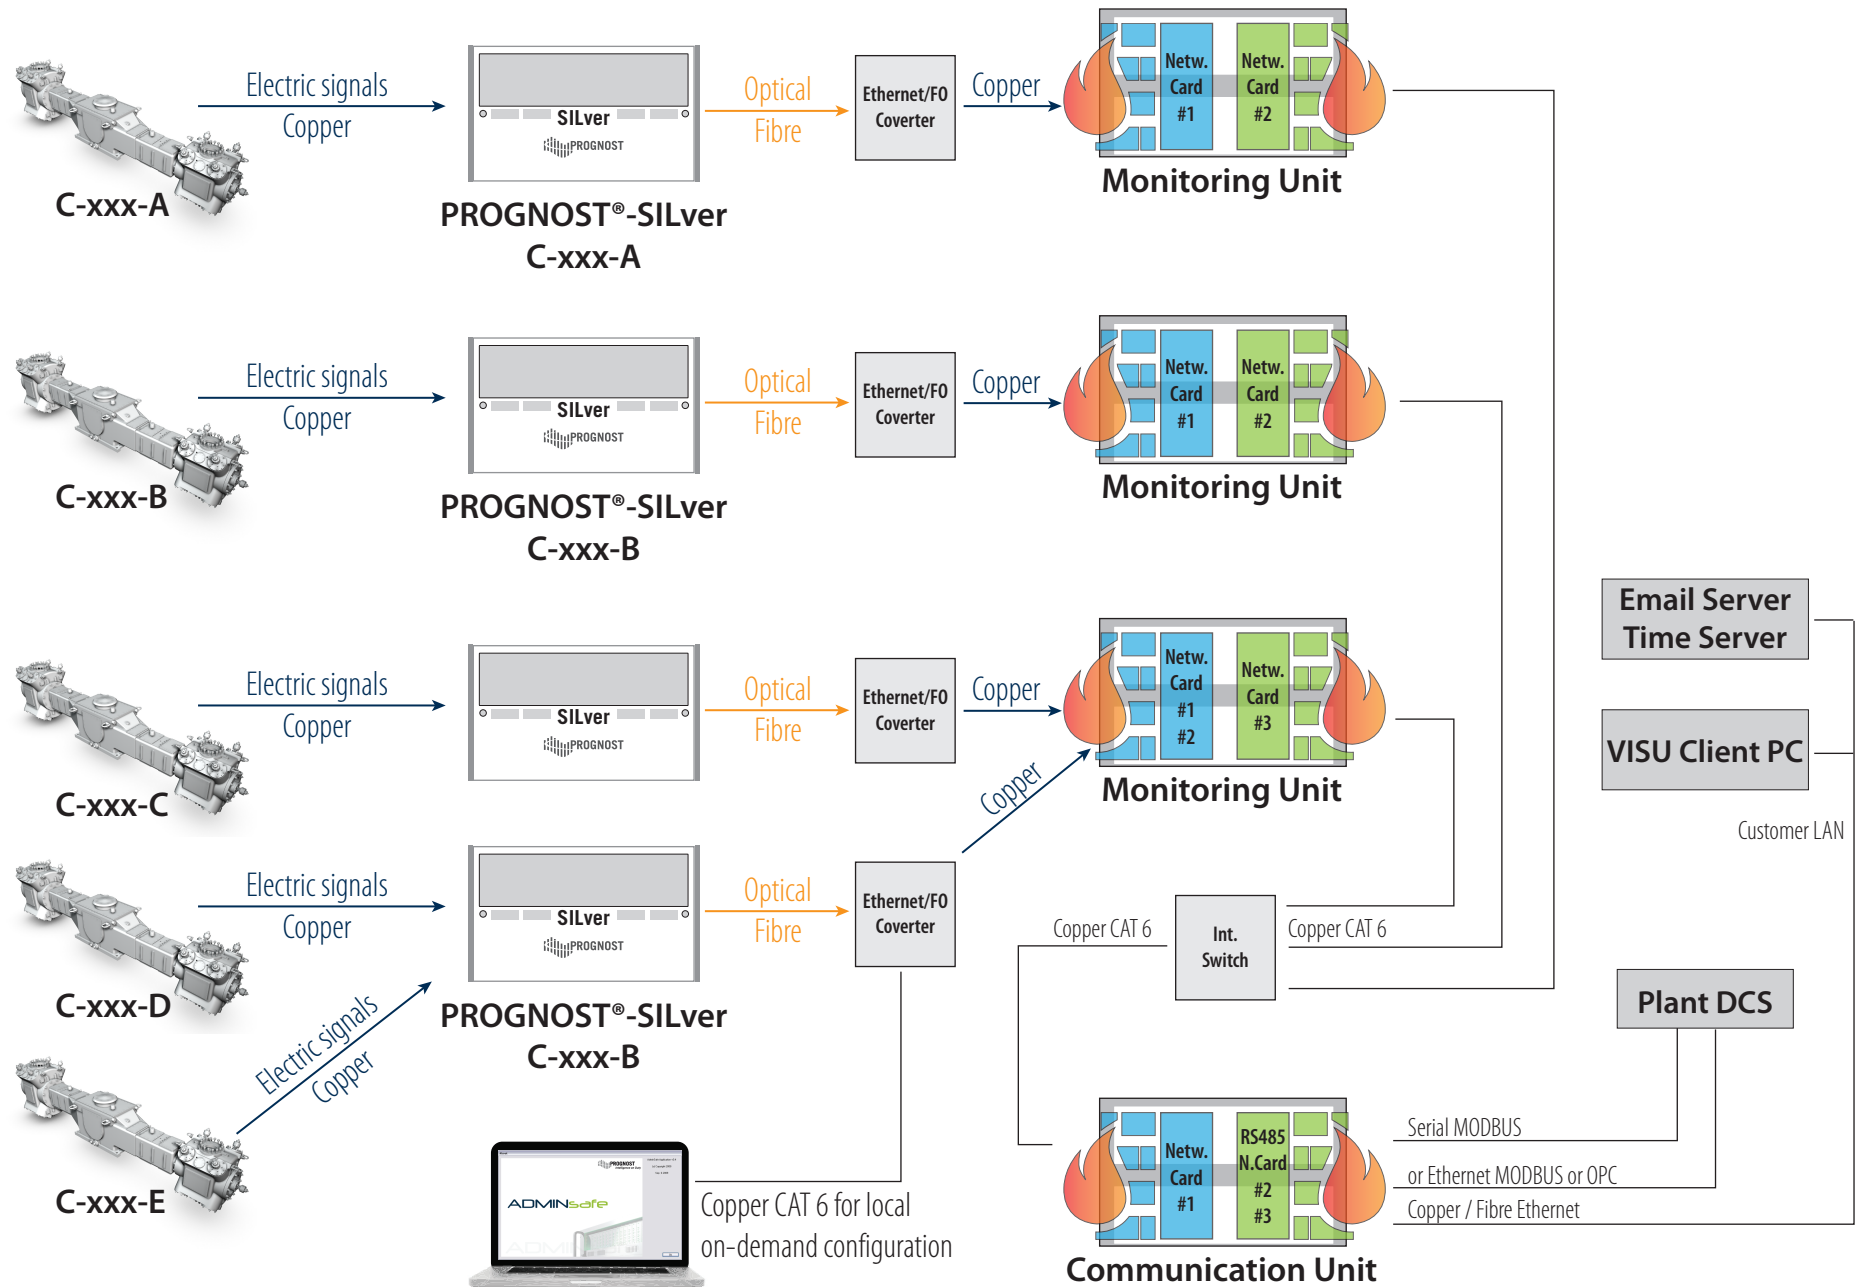 Electric signals
Copper
C-xxx-A
SILver
PROGNOST
PROGNOST®-SILver
C-xxx-A
Optical
Fibre
Ethernet/FO
Coverter
Copper
Netw.
Card
#1
Netw.
Card
#2
Monitoring Unit
Electric signals
Copper
C-xxx-B
SILver
PROGNOST
PROGNOST®-SILver
C-xxx-B
Optical
Fibre
Ethernet/FO
Coverter
Copper
Netw.
Card
#1
Netw.
Card
#2
Monitoring Unit
Electric signals
Copper
C-xxx-C
SILver
PROGNOST
Optical
Fibre
Ethernet/FO
Coverter
Copper
Netw.
Card
#1
#2
Netw.
Card
#3
Monitoring Unit
Electric signals
Copper
C-xxx-D
SILver
PROGNOST
PROGNOST®-SILver
C-xxx-B
Optical
Fibre
Ethernet/FO
Coverter
Copper
Electric signals
Copper
C-xxx-E
PROGNOST
ADMINsafe
Copper CAT 6 for local
on-demand configuration
Copper CAT 6
Int.
Switch
Copper CAT 6
Email Server
Time Server
VISU Client PC
Customer LAN
Plant DCS
Netw.
Card
#1
RS485
N.Card
#2
#3
Serial MODBUS
or Ethernet MODBUS or OPC
Copper / Fibre Ethernet
Communication Unit